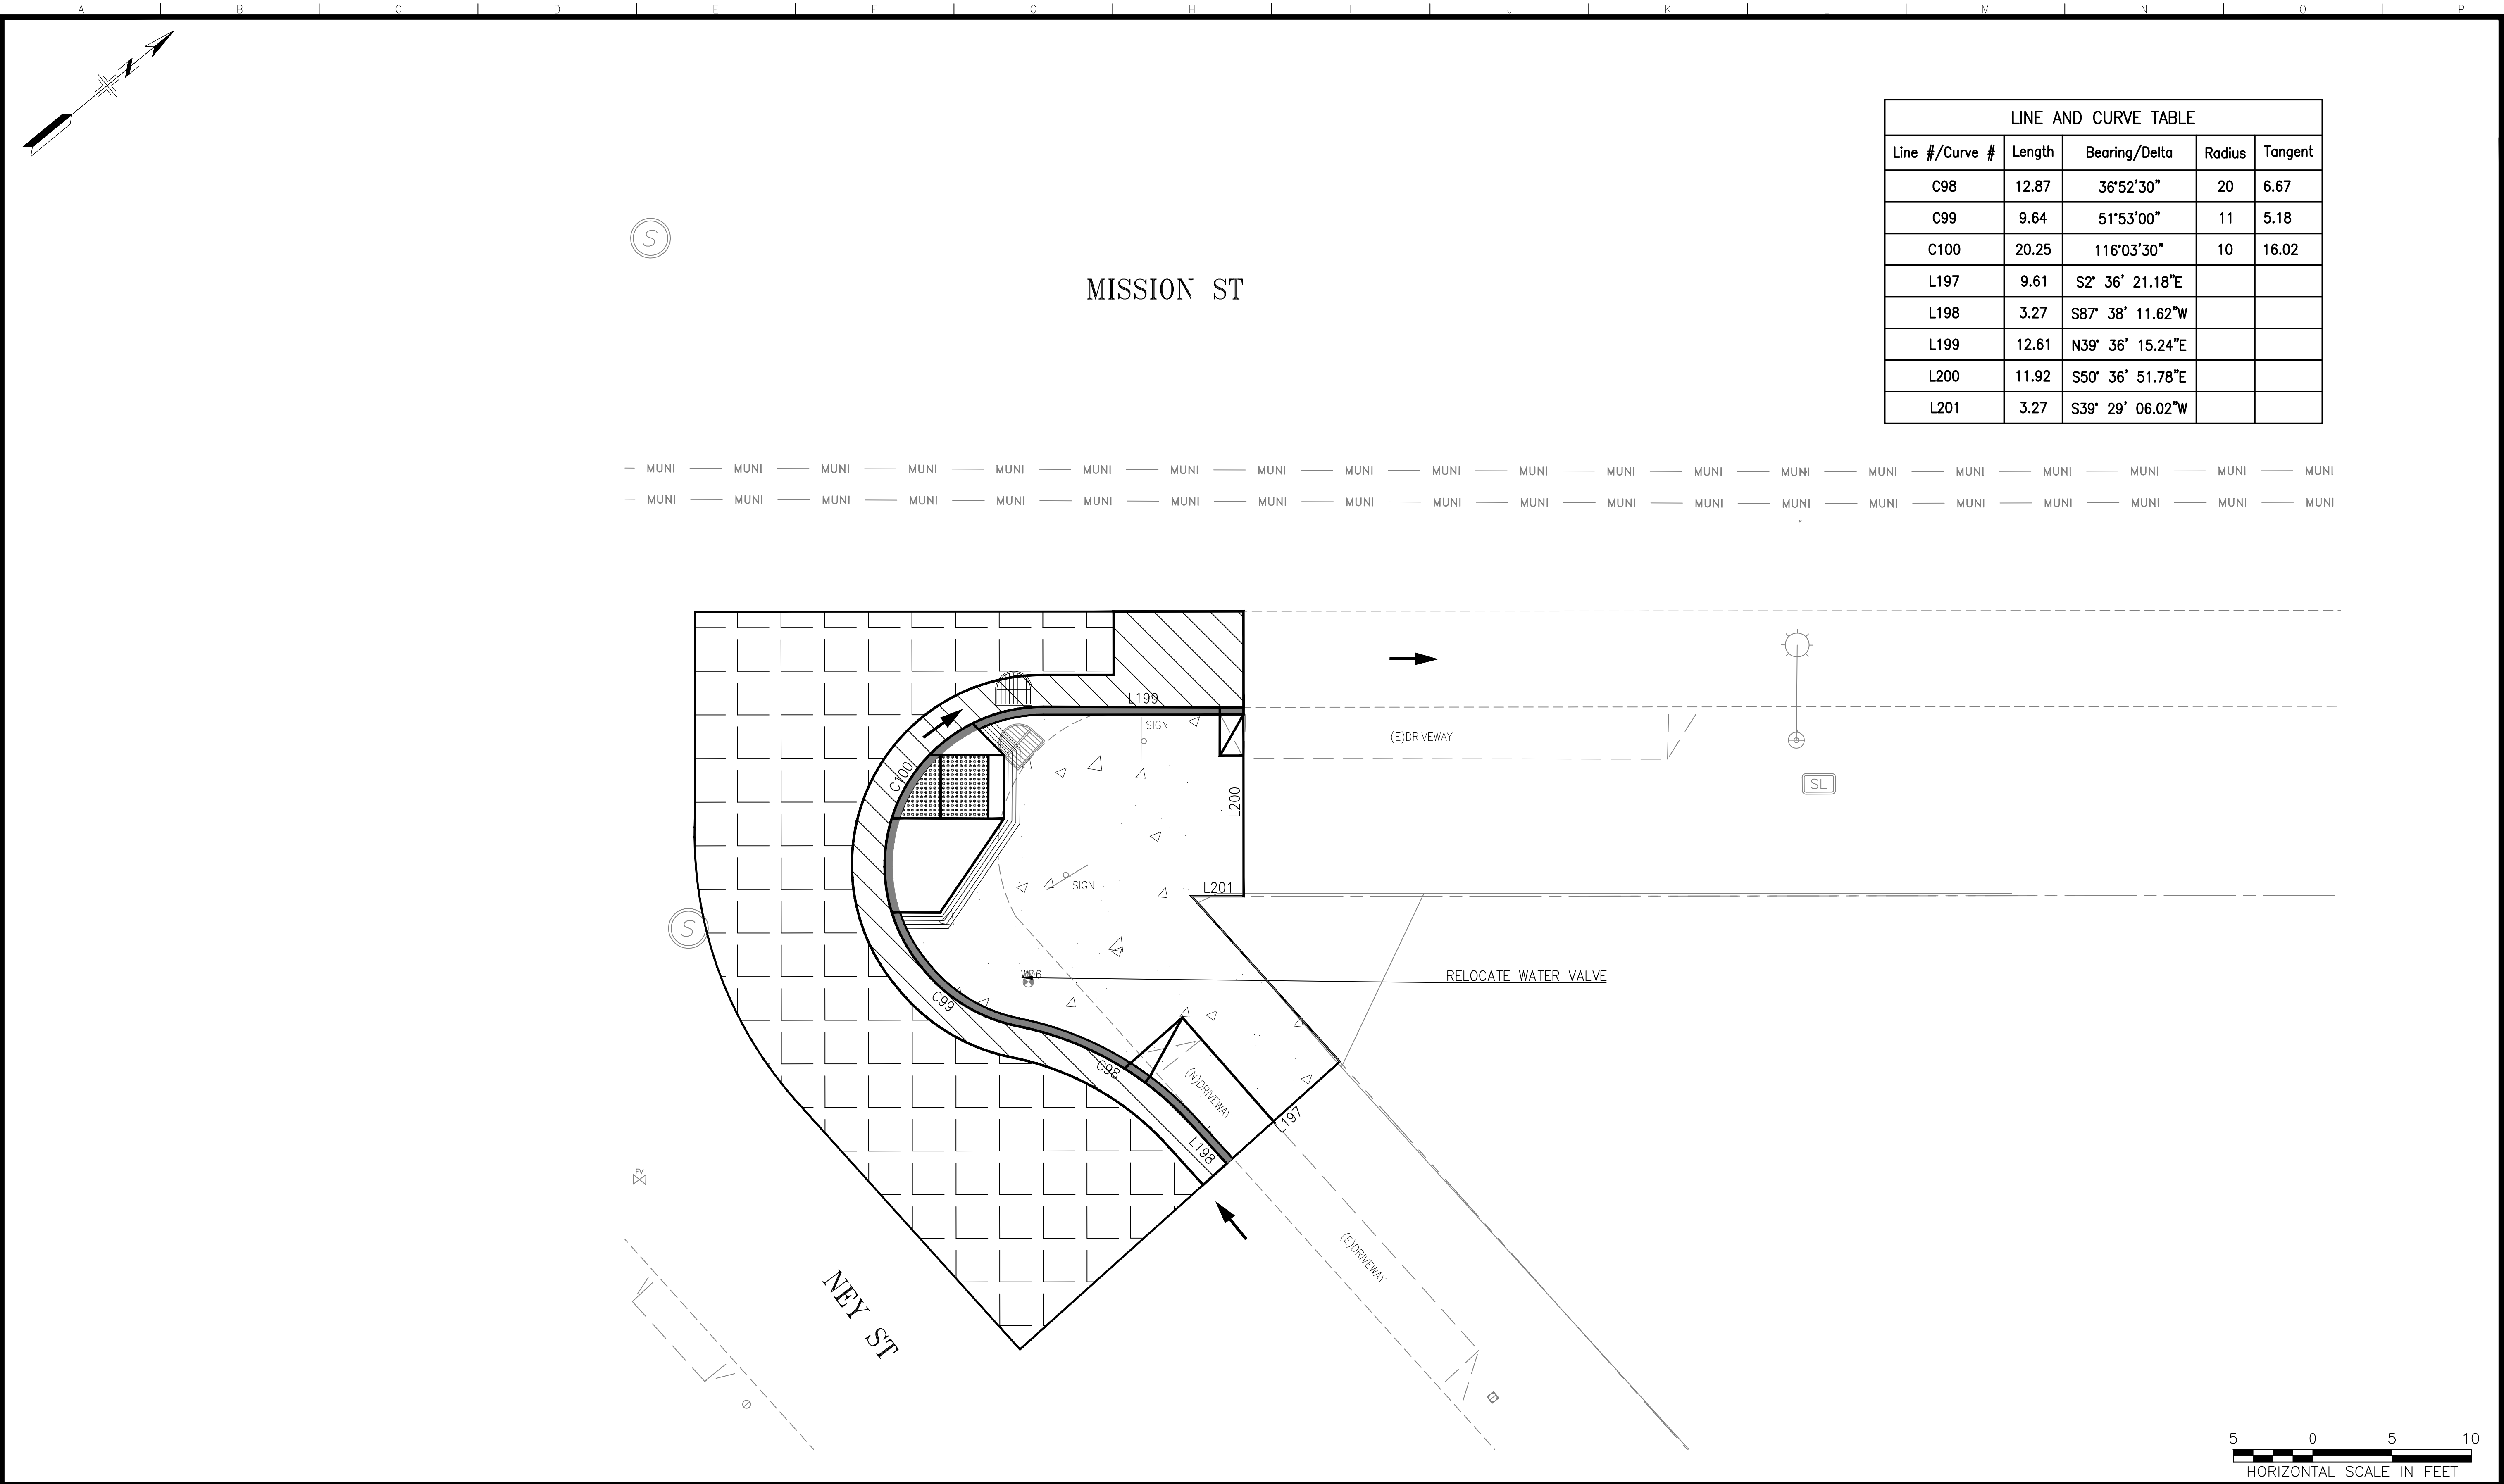 A B C D E F G H I J K L M N O P
N
LINE AND CURVE TABLE
Line #/Curve # Length Bearing/Delta Radius Tangent
C98 12.87 36°52'30" 20 6.67
C99 9.64 51°53'00" 11 5.18
C100 20.25 116°03'30" 10 16.02
L197 9.61 S2° 36' 21.18"E
L198 3.27 S87° 38' 11.62"W
L199 12.61 N39° 36' 15.24"E
L200 11.92 S50° 36' 51.78"E
L201 3.27 S39° 29' 06.02"W
S
MISSION ST
MUNI MUNI MUNI MUNI MUNI MUNI MUNI MUNI MUNI MUNI MUNI MUNI MUNI MUNI MUNI MUNI MUNI MUNI MUNI MUNI
MUNI MUNI MUNI MUNI MUNI MUNI MUNI MUNI MUNI MUNI MUNI MUNI MUNI MUNI MUNI MUNI MUNI MUNI MUNI MUNI
L199
SIGN
(E)DRIVEWAY
C100
SL
L200
SIGN
L201
S
RELOCATE WATER VALVE
C99
C98
(N)DRIVEWAY
L197
L198
FV
(E)DRIVEWAY
NEY ST
5 0 5 10
HORIZONTAL SCALE IN FEET